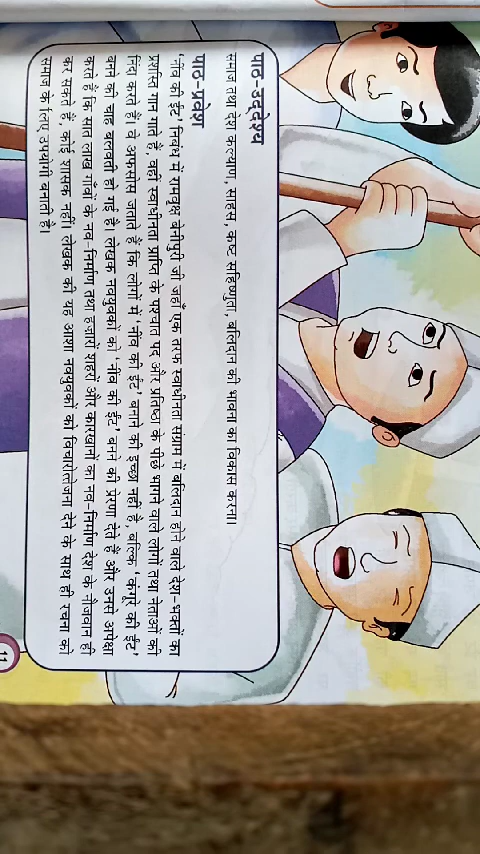 पाठ-उद्देश्य
समाज तथा देश कल्याण, साहस, कष्ट सहिष्णुता, बलिदान की भावना का विकास करना।
पाठ-प्रवेश
'नींव की ईंट' निबंध में रामवृक्ष बेनीपुरी जी जहाँ एक तरफ स्वाधीनता संग्राम में बलिदान होने वाले देश-भक्तों का
प्रशस्ति गान गाते हैं, वहीं स्वाधीनता प्राप्ति के पश्चात पद और प्रतिष्ठा के पीछे भागने वाले लोगों तथा नेताओं की
निंदा करते हैं। वे अफसोस जताते हैं कि लोगों में 'नींव की ईंट' बनाने की इच्छा नहीं है, बल्कि 'कंगूरे की ईंट'
बनने की चाह बलवती हो गई है। लेखक नवयुवकों को 'नींव की ईंट' बनने की प्रेरणा देते हैं और उनसे अपेक्षा
करते हैं कि सात लाख गाँवों के नव-निर्माण तथा हजारों शहरों और कारखानों का नव-निर्माण देश के नौजवान ही
कर सकते हैं, कोई शासक नहीं। लेखक की यह आशा नवयुवकों को विचारोत्तेजना देने के साथ ही रचना को
समाज के लिए उपयोगी बनाती है।
11